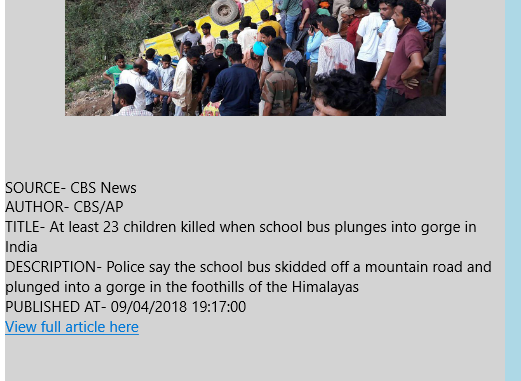 SOURCE- CBS News
AUTHOR- CBS/AP
TITLE- At least 23 children killed when school bus plunges into gorge in
India
DESCRIPTION- Police say the school bus skidded off a mountain road and
plunged into a gorge in the foothills of the Himalayas
PUBLISHED AT- 09/04/2018 19:17:00
View full article here